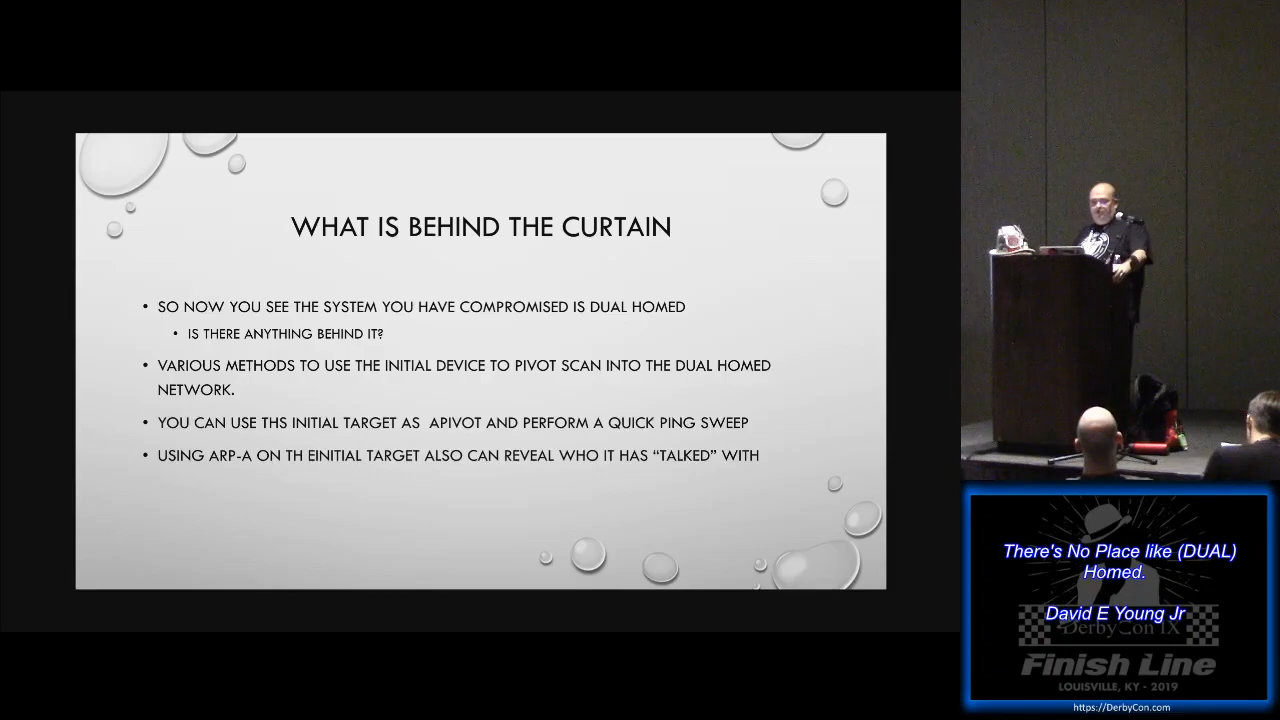 WHAT IS BEHIND THE CURTAIN
• SO NOW YOU SEE THE SYSTEM YOU HAVE COMPROMISED IS DUAL HOMED
• IS THERE ANYTHING BEHIND IT?
• VARIOUS METHODS TO USE THE INITIAL DEVICE TO PIVOT SCAN INTO THE DUAL HOMED
NETWORK.
• YOU CAN USE THS INITIAL TARGET AS APIVOT AND PERFORM A QUICK PING SWEEP
• USING ARP-A ON TH EINITIAL TARGET ALSO CAN REVEAL WHO IT HAS “TALKED” WITH
There's No Place like (DUAL)
Homed.
David E Young Jr
DerbyCon IX
Finish Line
LOUISVILLE, KY - 2019
https://DerbyCon.com